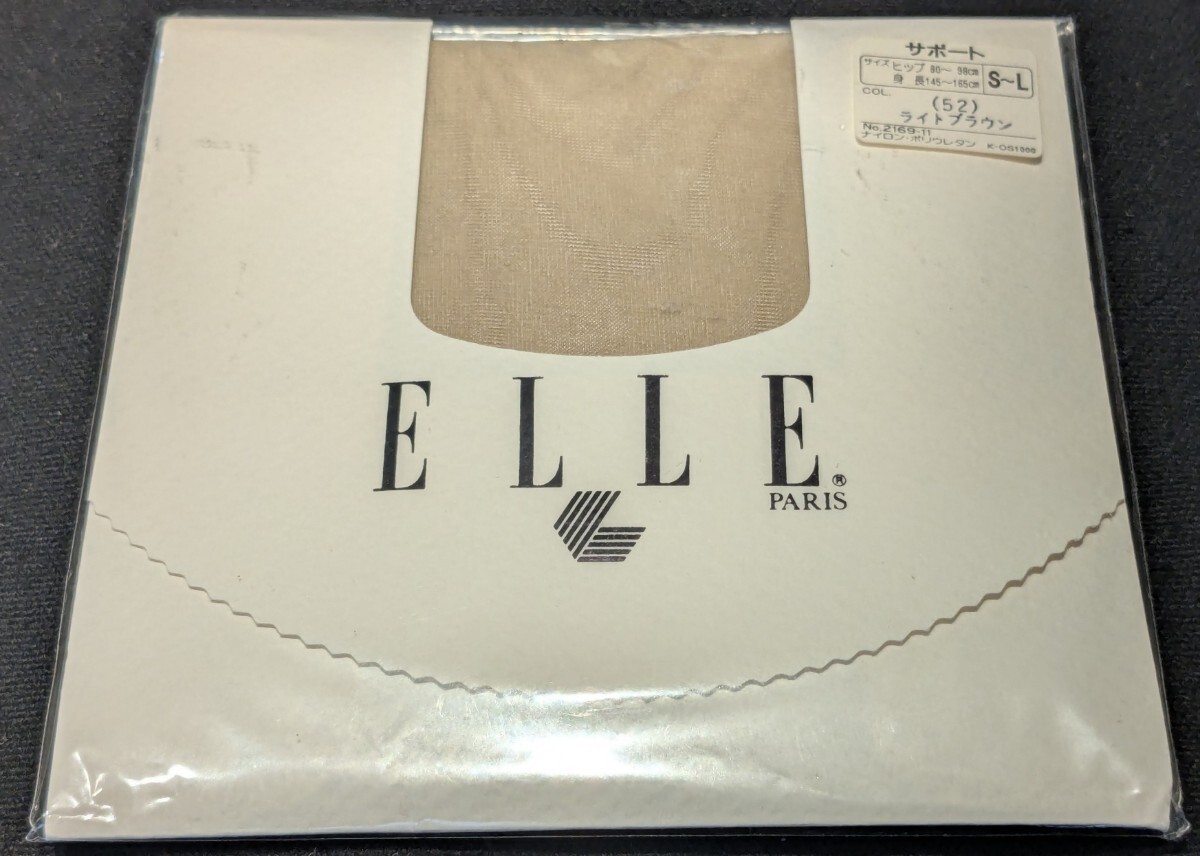 サポート
サイズ ヒップ 80～98cm
身 長145～165cm
S～L
COL.
(52)
ライトブラウン
No.2169-11
ナイロン・ポリウレタン K-OS1966
E L L E®
PARIS